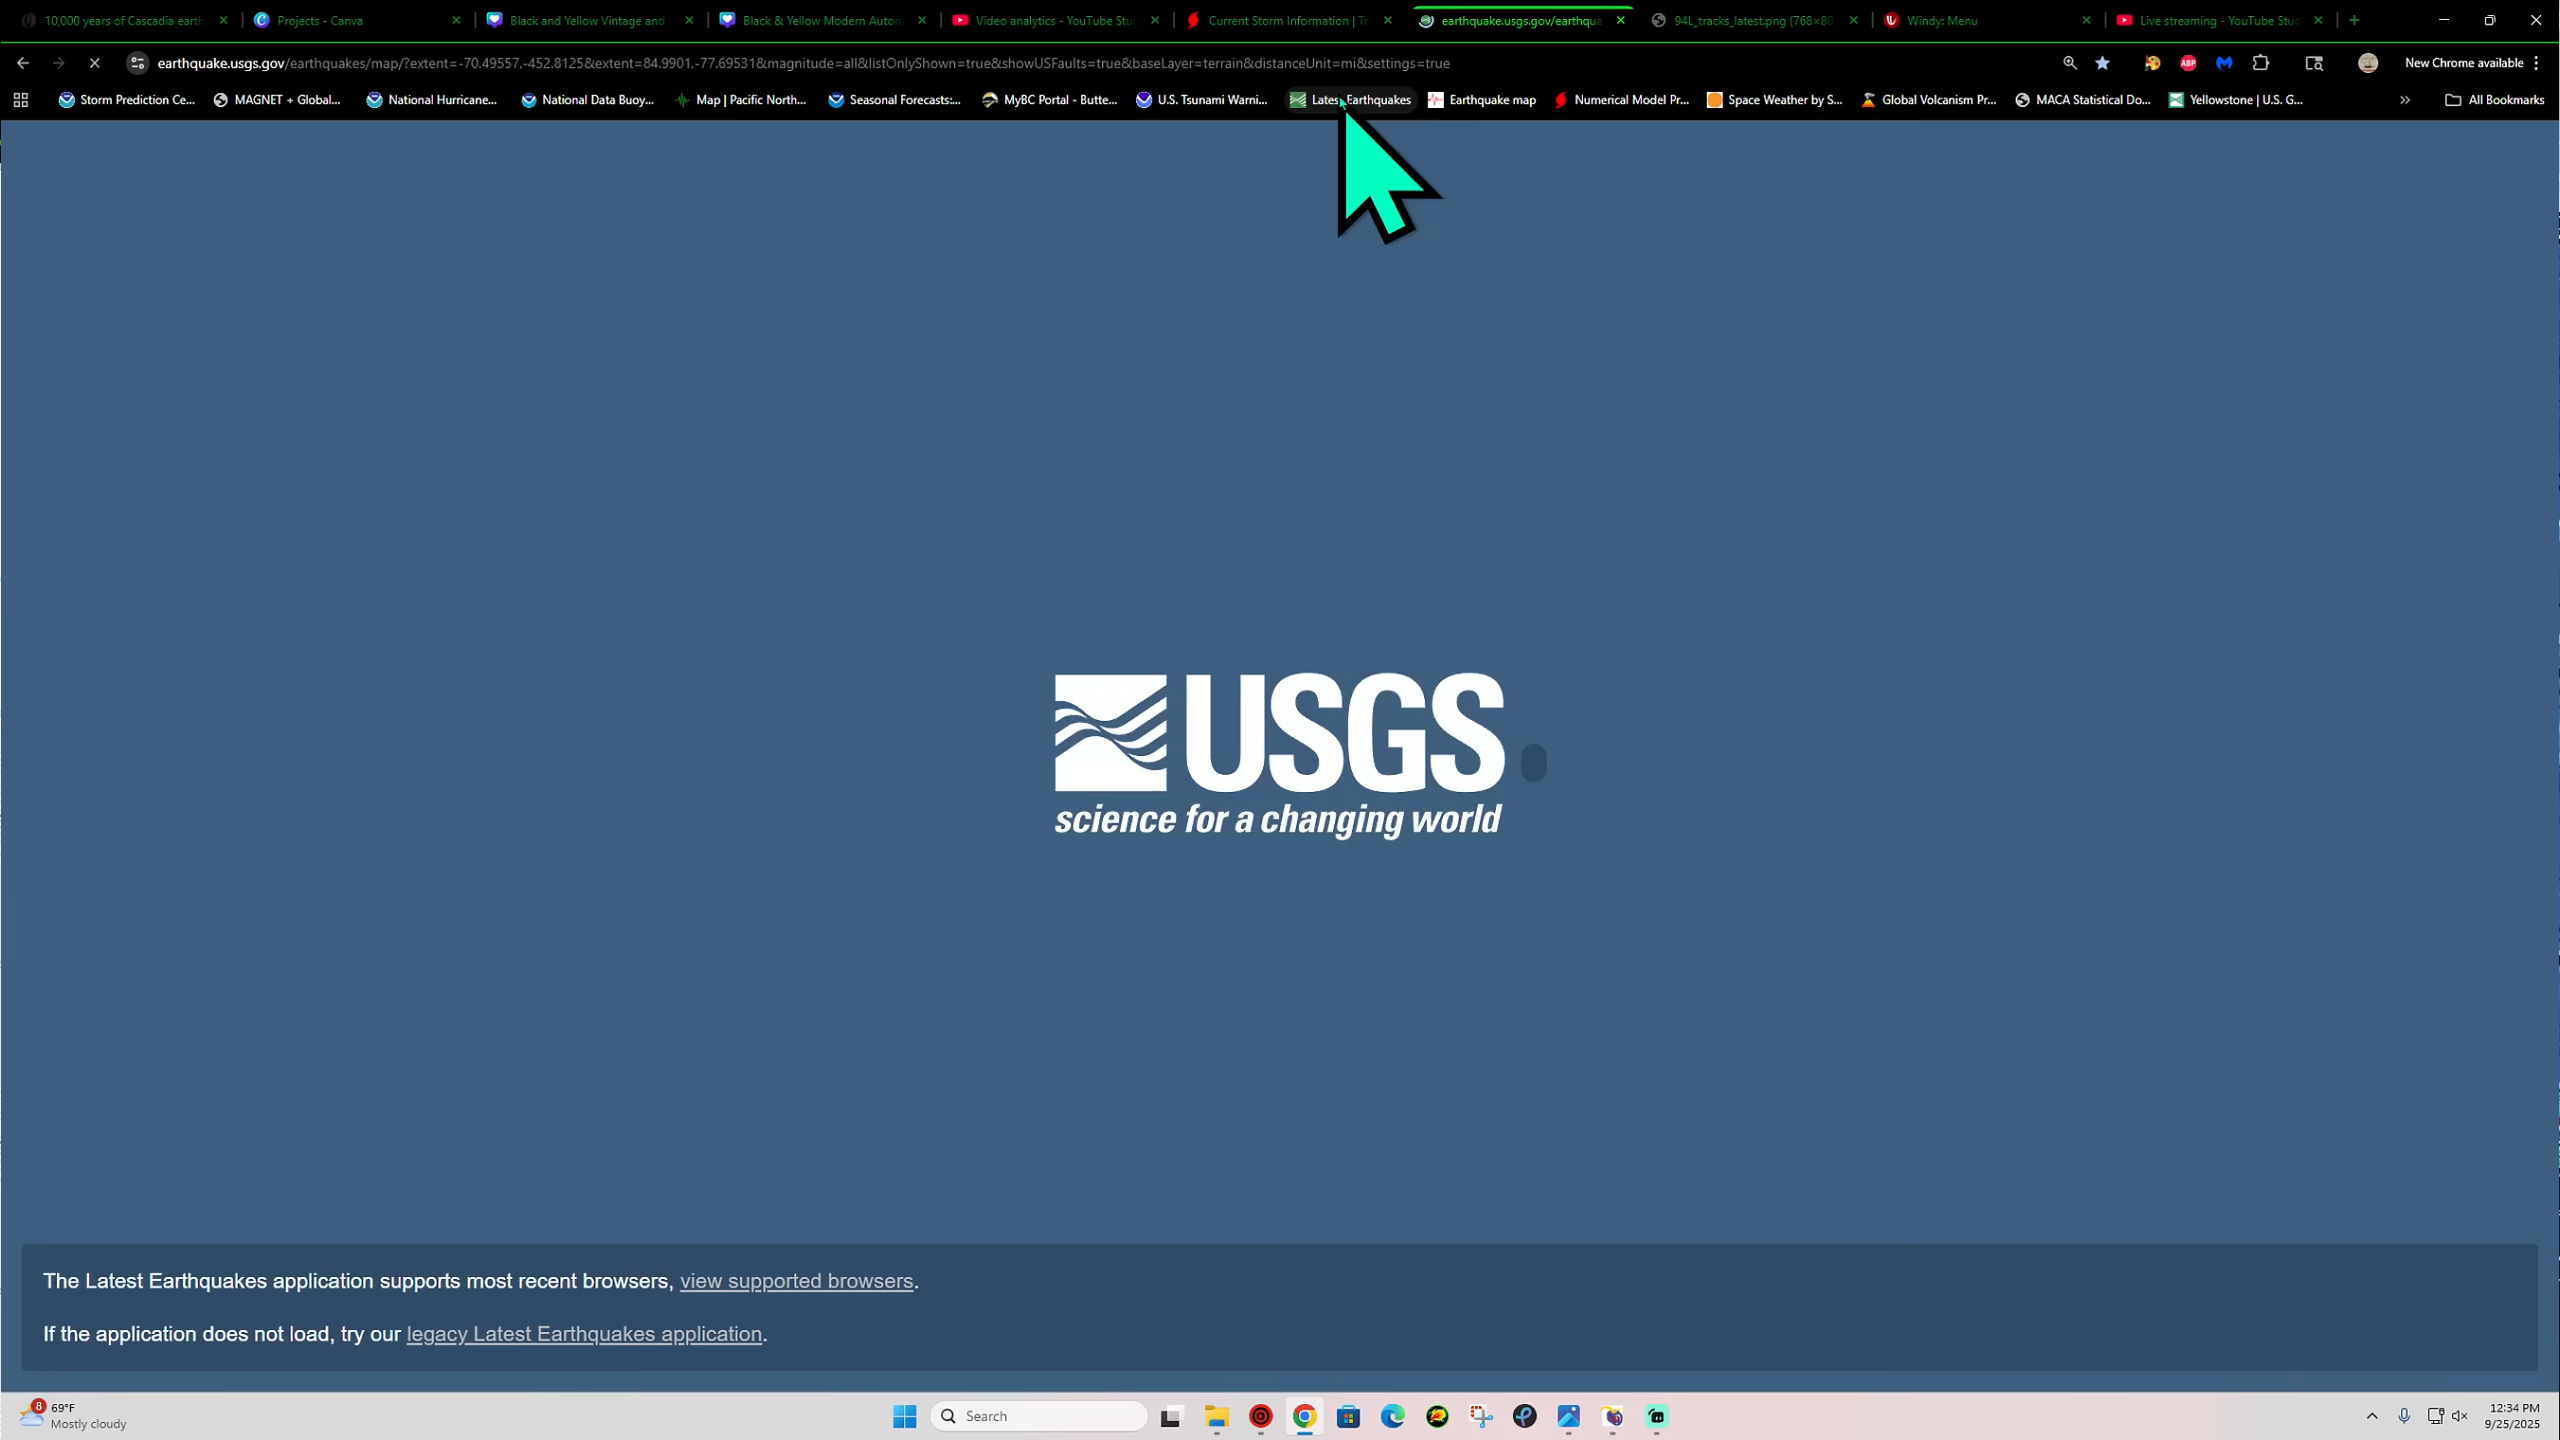 10,000 years of Cascadia earth
Projects - Canva
Black and Yellow Vintage and
Black & Yellow Modern Autom
Video analytics - YouTube Stu
Current Storm Information | Tr
earthquake.usgs.gov/earthqua
94L_tracks_latest.png (768×80
Windy: Menu
Live streaming - YouTube Stud
earthquake.usgs.gov/earthquakes/map/?extent=-70.49557,-452.8125&extent=84.9901,-77.69531&magnitude=all&listOnlyShown=true&showUSFaults=true&baseLayer=terrain&distanceUnit=mi&settings=true
ABP
New Chrome available
Storm Prediction Ce...
MAGNET + Global...
National Hurricane...
National Data Buoy...
Map | Pacific North...
Seasonal Forecasts:...
MyBC Portal - Butte...
U.S. Tsunami Warni...
Latest Earthquakes
Earthquake map
Numerical Model Pr...
Space Weather by S...
Global Volcanism Pr...
MACA Statistical Do...
Yellowstone | U.S. G...
All Bookmarks
USGS
science for a changing world
The Latest Earthquakes application supports most recent browsers, view supported browsers.
If the application does not load, try our legacy Latest Earthquakes application.
8
69°F
Mostly cloudy
Search
12:34 PM
9/25/2025